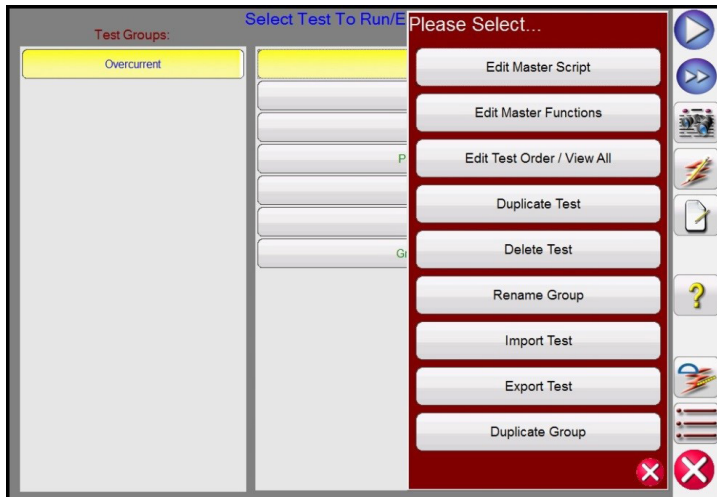 Select Test To Run/E
Test Groups:
Overcurrent
P
Gr
Please Select...
Edit Master Script
Edit Master Functions
Edit Test Order / View All
Duplicate Test
Delete Test
Rename Group
Import Test
Export Test
Duplicate Group